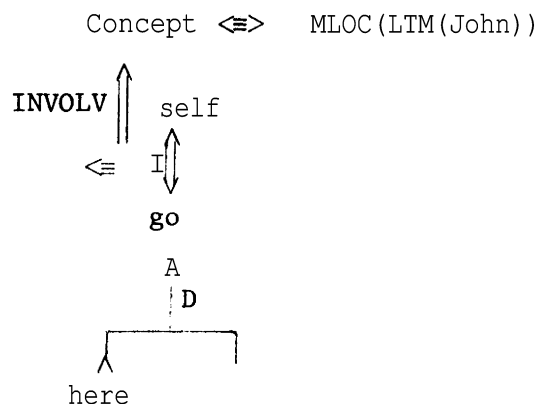 Concept <≡> MLOC(LTM(John))
INVOLV
self
<≡ I
go
A
D
here